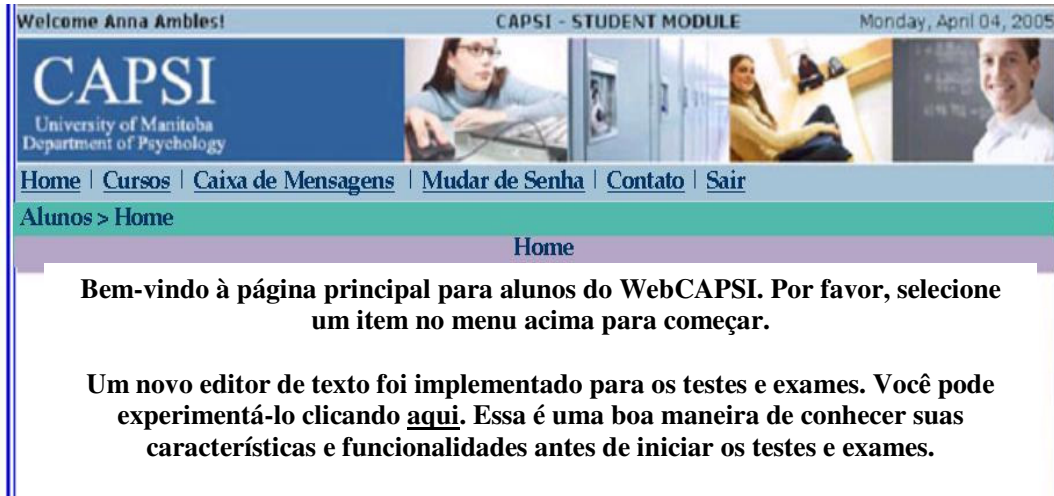 Welcome Anna Ambles! CAPSI - STUDENT MODULE Monday, April 04, 2005
CAPSI
University of Manitoba
Department of Psychology
Home | Cursos | Caixa de Mensagens | Mudar de Senha | Contato | Sair
Alunos > Home
Home
Bem-vindo à página principal para alunos do WebCAPSI. Por favor, selecione
um item no menu acima para começar.
Um novo editor de texto foi implementado para os testes e exames. Você pode
experimentá-lo clicando aqui. Essa é uma boa maneira de conhecer suas
características e funcionalidades antes de iniciar os testes e exames.